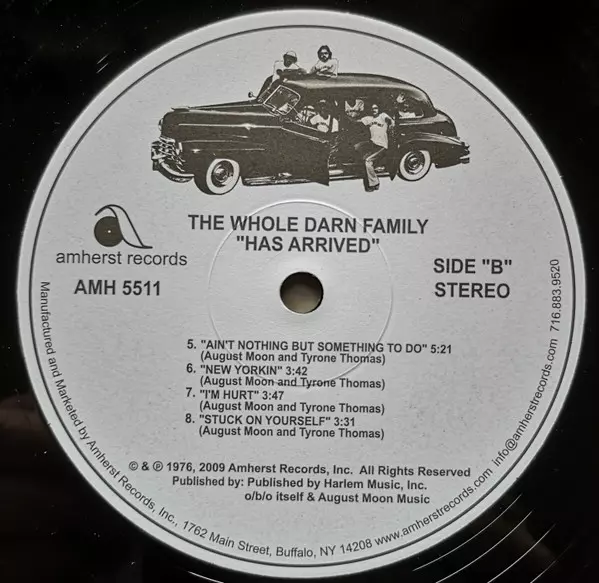 THE WHOLE DARN FAMILY
"HAS ARRIVED"
amherst records
AMH 5511
SIDE "B"
STEREO
5. "AIN'T NOTHING BUT SOMETHING TO DO" 5:21
(August Moon and Tyrone Thomas)
6. "NEW YORKIN" 3:42
(August Moon and Tyrone Thomas)
7. "I'M HURT" 3:47
(August Moon and Tyrone Thomas)
8. "STUCK ON YOURSELF" 3:31
(August Moon and Tyrone Thomas)
© & ℗ 1976, 2009 Amherst Records, Inc. All Rights Reserved
Published by: Published by Harlem Music, Inc.
o/b/o itself & August Moon Music
Manufactured and Marketed by Amherst Records, Inc., 1762 Main Street, Buffalo, NY 14208 www.amherstrecords.com info@amherstrecords.com 716.883.9520